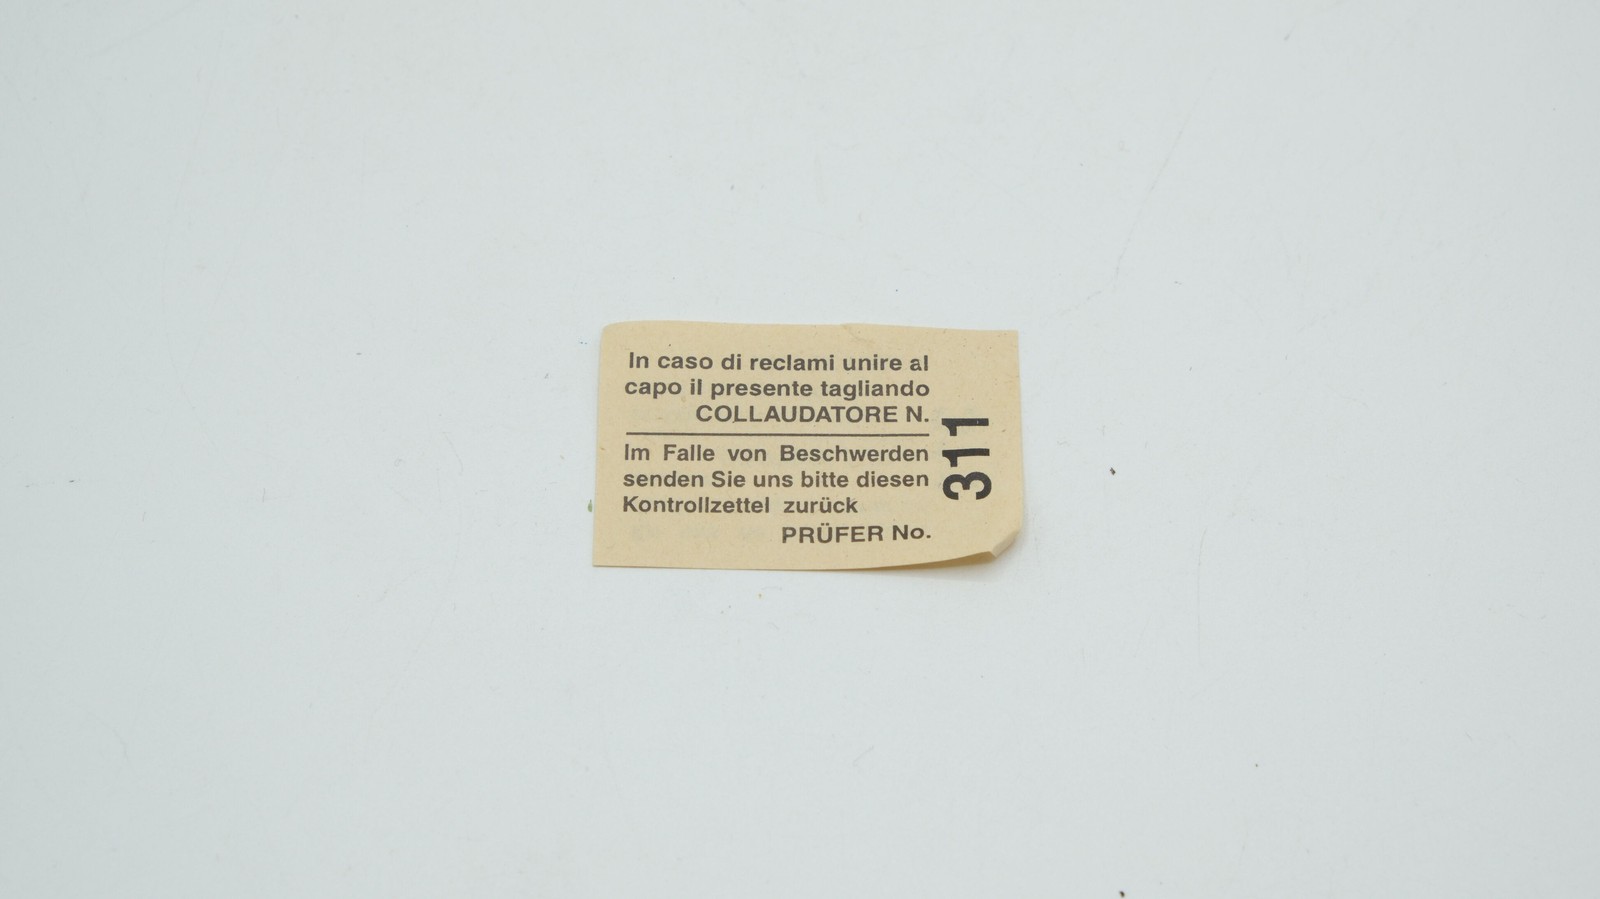 In caso di reclami unire al
capo il presente tagliando
COLLAUDATORE N.
Im Falle von Beschwerden
senden Sie uns bitte diesen
Kontrollzettel zurück
PRÜFER No.
311